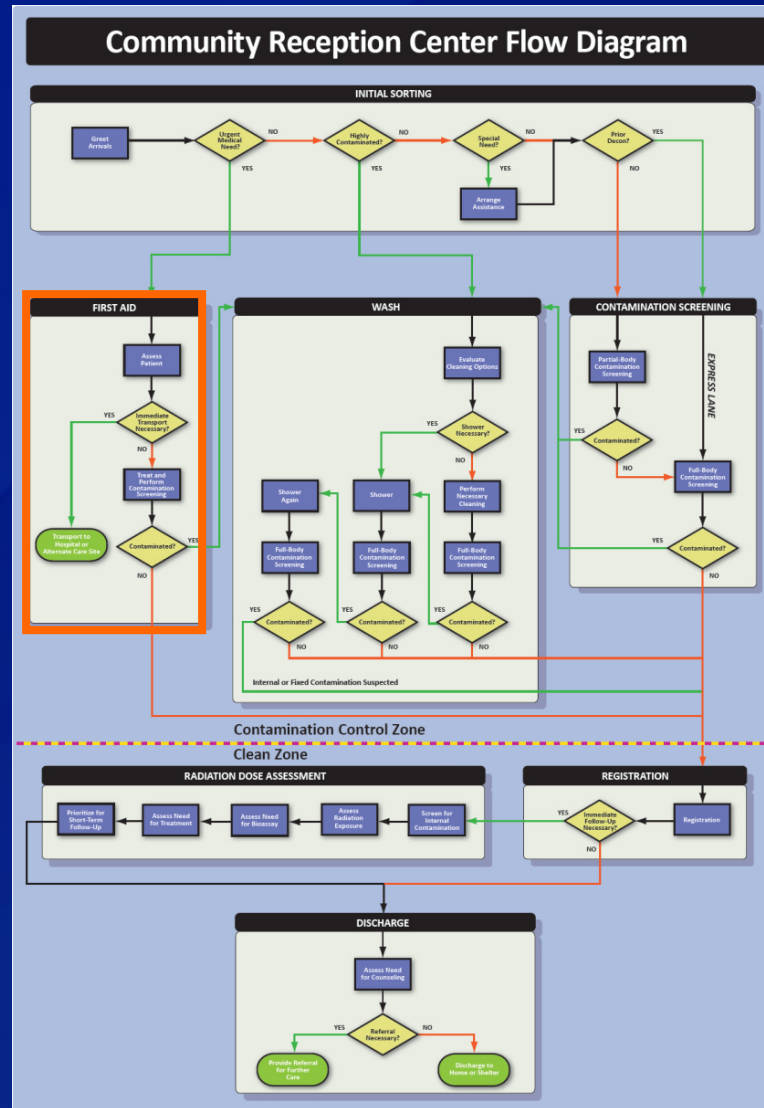 Community Reception Center Flow Diagram
INITIAL SORTING
Greet
Arrivals
Urgent
Medical
Need?
NO
YES
Highly
Contaminated?
NO
YES
Special
Need?
NO
YES
Arrange
Assistance
Prior
Decon?
YES
NO
FIRST AID
Assess
Patient
YES
Immediate
Transport
Necessary?
NO
Treat and
Perform
Contamination
Screening
Transport to
Hospital or
Alternate Care Site
Contaminated?
YES
NO
WASH
Evaluate
Cleaning Options
YES
Shower
Necessary?
NO
Shower
Again
Shower
Perform
Necessary
Cleaning
Full-Body
Contamination
Screening
Full-Body
Contamination
Screening
Full-Body
Contamination
Screening
YES
Contaminated?
NO
YES
Contaminated?
NO
YES
Contaminated?
NO
Internal or Fixed Contamination Suspected
CONTAMINATION SCREENING
Partial-Body
Contamination
Screening
EXPRESS LANE
YES
Contaminated?
NO
Full-Body
Contamination
Screening
YES
Contaminated?
NO
Contamination Control Zone
Clean Zone
RADIATION DOSE ASSESSMENT
Prioritize for
Short-Term
Follow-Up
Assess Need
for Treatment
Assess Need
for Bioassay
Assess
Radiation
Exposure
Screen for
Internal
Contamination
REGISTRATION
YES
Immediate
Follow-Up
Necessary?
NO
Registration
DISCHARGE
Assess Need
for Counseling
YES
Referral
Necessary?
NO
Provide Referral
for Further
Care
Discharge to
Home or Shelter